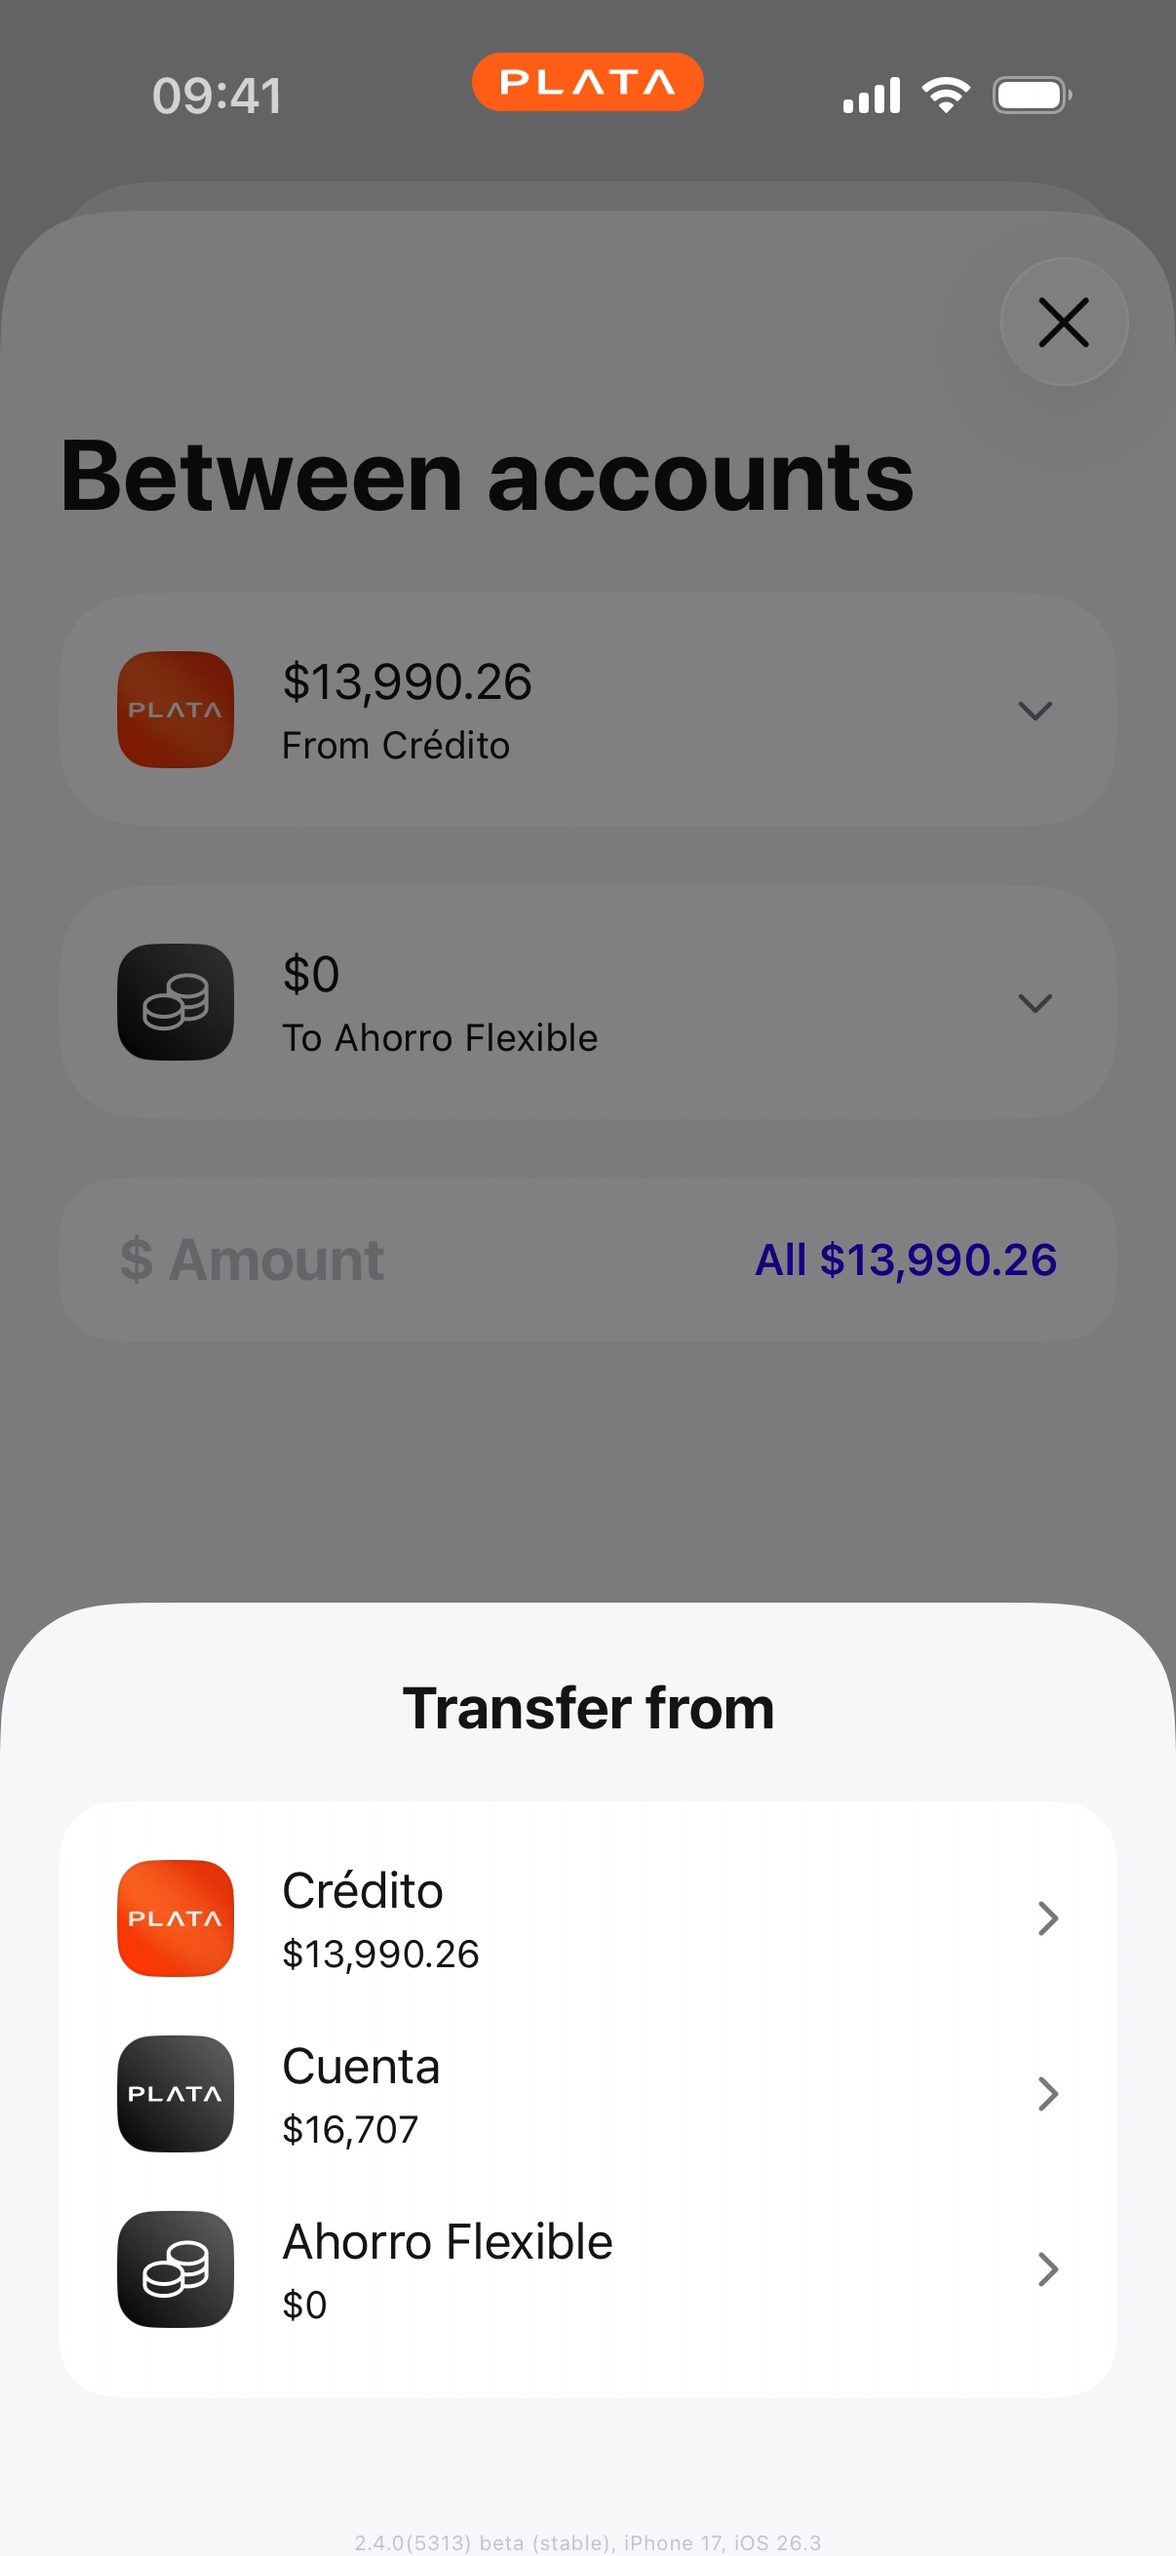 09:41
PLATA
Between accounts
PLATA
$13,990.26
From Crédito
$0
To Ahorro Flexible
$ Amount
All $13,990.26
Transfer from
PLATA
Crédito
$13,990.26
PLATA
Cuenta
$16,707
Ahorro Flexible
$0
2.4.0(5313) beta (stable), iPhone 17, iOS 26.3